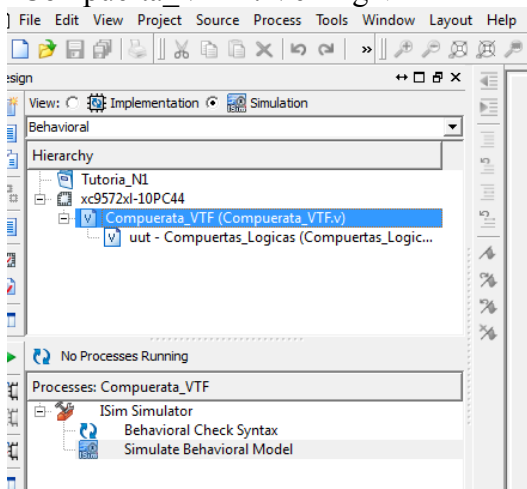 File Edit View Project Source Process Tools Window Layout Help
»
View: Implementation Simulation
Behavioral
Hierarchy
Tutoria_N1
xc9572xl-10PC44
Compuerata_VTF (Compuerata_VTF.v)
uut - Compuertas_Logicas (Compuertas_Logic...
No Processes Running
Processes: Compuerata_VTF
ISim Simulator
Behavioral Check Syntax
Simulate Behavioral Model